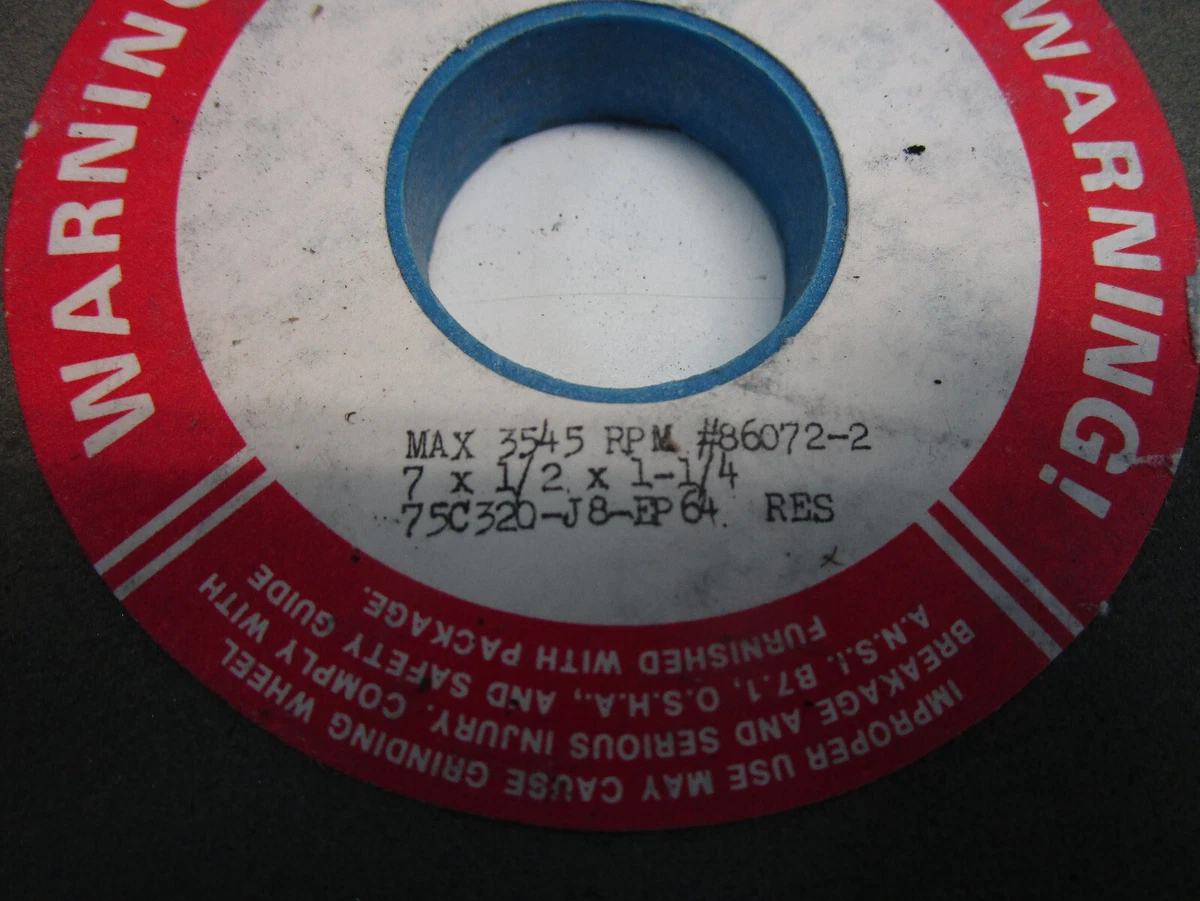 WARNING
WARNING!
MAX 3545 RPM #86072-2
7 x 1/2 x 1-1/4
75C320-J8-EP64 RES
IMPROPER USE MAY CAUSE GRINDING WHEEL
BREAKAGE AND SERIOUS INJURY. COMPLY WITH
A.N.S.I. B7.1, O.S.H.A., AND SAFETY GUIDE
FURNISHED WITH PACKAGE.